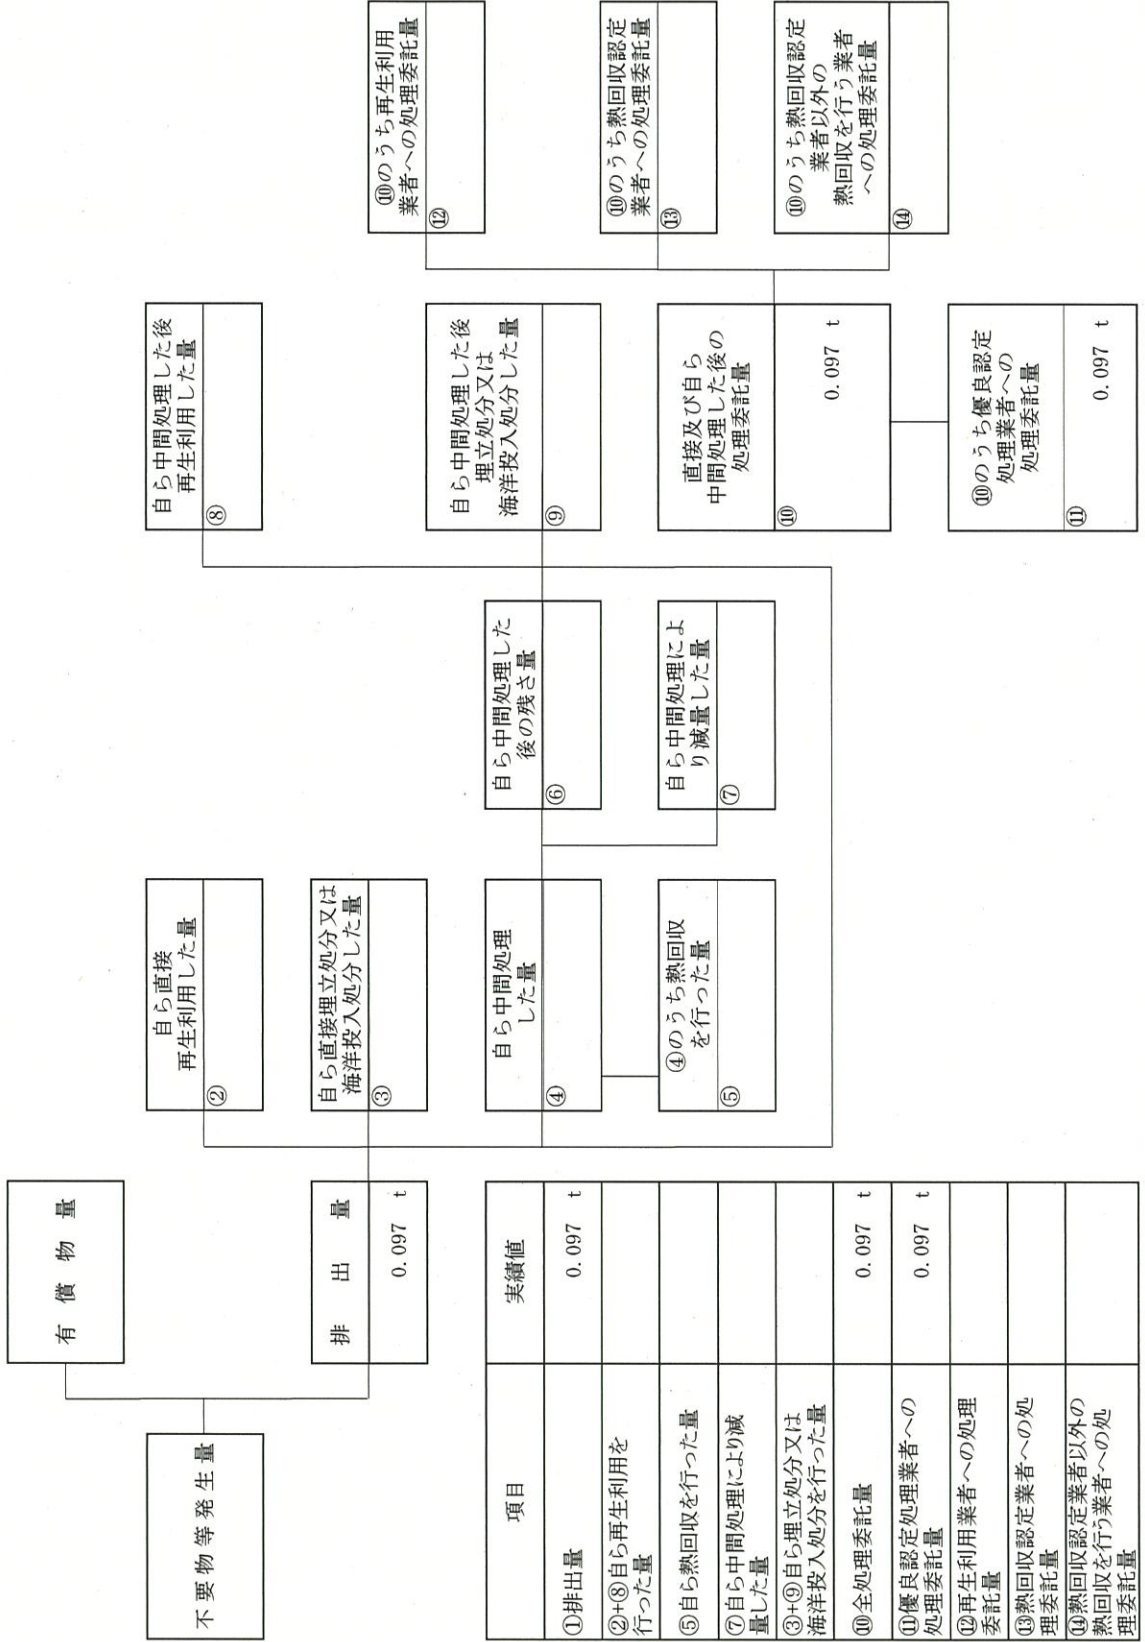 不要物等発生量
有償物量
排出量
0.097 t
自ら直接
再生利用した量
②
自ら直接埋立処分又は
海洋投入処分した量
③
自ら中間処理
した量
④
④のうち熱回収
を行った量
⑤
自ら中間処理した
後の残さ量
⑥
自ら中間処理によ
り減量した量
⑦
自ら中間処理した後
再生利用した量
⑧
自ら中間処理した後
埋立処分又は
海洋投入処分した量
⑨
直接及び自ら
中間処理した後の
処理委託量
⑩
0.097 t
⑩のうち優良認定
処理業者への
処理委託量
⑪
0.097 t
⑩のうち再生利用
業者への処理委託量
⑫
⑩のうち熱回収認定
業者への処理委託量
⑬
⑩のうち熱回収認定
業者以外の
熱回収を行う業者
への処理委託量
⑭
項目 実績値
①排出量 0.097 t
②+⑧自ら再生利用を
行った量
⑤自ら熱回収を行った量
⑦自ら中間処理により減
量した量
③+⑨自ら埋立処分又は
海洋投入処分を行った量
⑩全処理委託量 0.097 t
⑪優良認定処理業者への
処理委託量 0.097 t
⑫再生利用業者への処理
委託量
⑬熱回収認定業者への処
理委託量
⑭熱回収認定業者以外の
熱回収を行う業者への処
理委託量